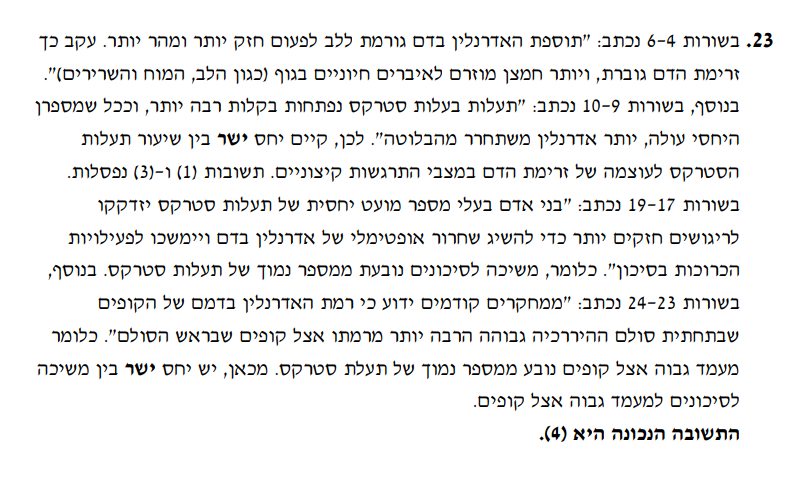 23. בשורות 4–6 נכתב: "תוספת האדרנלין בדם גורמת ללב לפעום חזק יותר ומהר יותר. עקב כך
זרימת הדם גוברת, ויותר חמצן מוזרם לאיברים חיוניים בגוף (כגון הלב, המוח והשרירים)".
בנוסף, בשורות 9–10 נכתב: "תעלות בעלות סטרקס נפתחות בקלות רבה יותר, וככל שמספרן
היחסי עולה, יותר אדרנלין משתחרר מהבלוטה". לכן, קיים יחס ישר בין שיעור תעלות
הסטרקס לעוצמה של זרימת הדם במצבי התרגשות קיצוניים. תשובות (1) ו-(3) נפסלות.
בשורות 17–19 נכתב: "בני אדם בעלי מספר מועט יחסית של תעלות סטרקס יזדקקו
לריגושים חזקים יותר כדי להשיג שחרור אופטימלי של אדרנלין בדם ויימשכו לפעילויות
הכרוכות בסיכון". כלומר, משיכה לסיכונים נובעת ממספר נמוך של תעלות סטרקס. בנוסף,
בשורות 23–24 נכתב: "ממחקרים קודמים ידוע כי רמת האדרנלין בדמם של הקופים
שבתחתית סולם ההיררכיה גבוהה הרבה יותר מרמתו אצל קופים שבראש הסולם". כלומר
מעמד גבוה אצל קופים נובע ממספר נמוך של תעלת סטרקס. מכאן, יש יחס ישר בין משיכה
לסיכונים למעמד גבוה אצל קופים.
התשובה הנכונה היא (4).